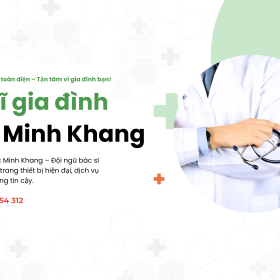 toàn diện – Tận tâm vì gia đình bạn!
ĩ gia đình
Minh Khang
Minh Khang – Đội ngũ bác sĩ
trang thiết bị hiện đại, dịch vụ
ng tin cậy.
54 312